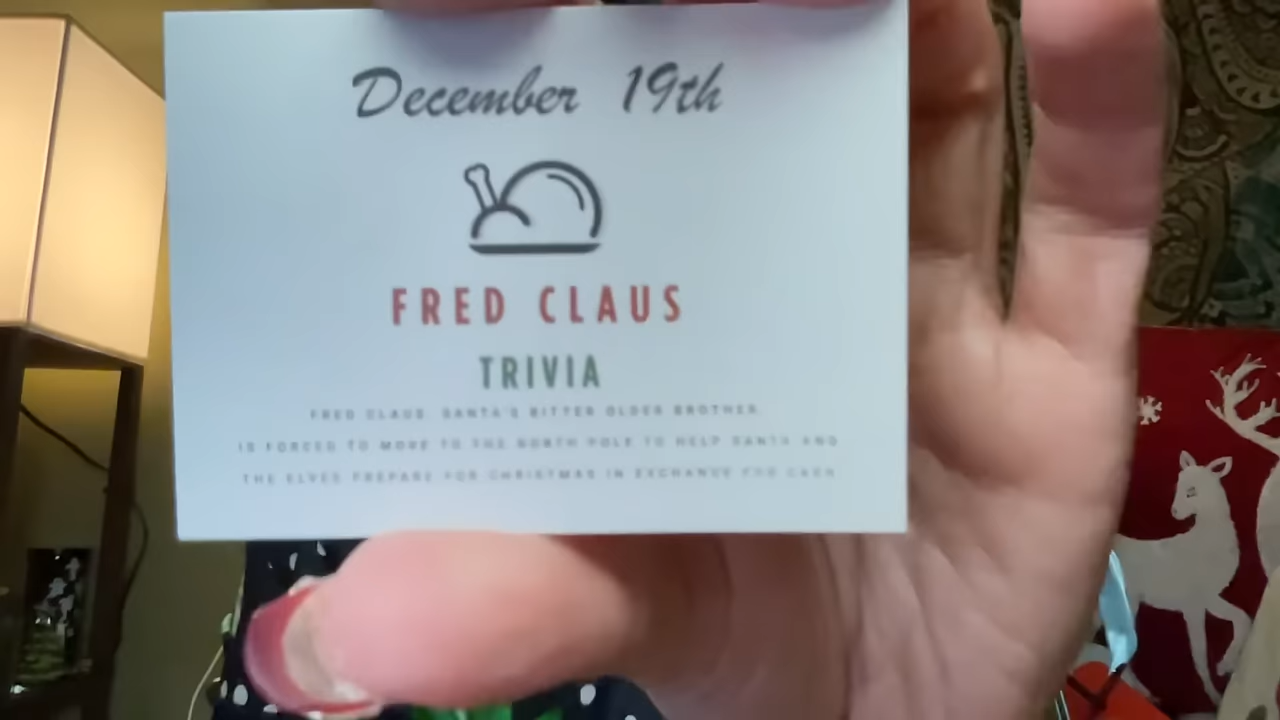 December 19th
FRED CLAUS
TRIVIA
FRED CLAUS, SANTA'S BITTER OLDER BROTHER,
IS FORCED TO MOVE TO THE NORTH POLE TO HELP SANTA AND
THE ELVES PREPARE FOR CHRISTMAS IN EXCHANGE FOR CASH